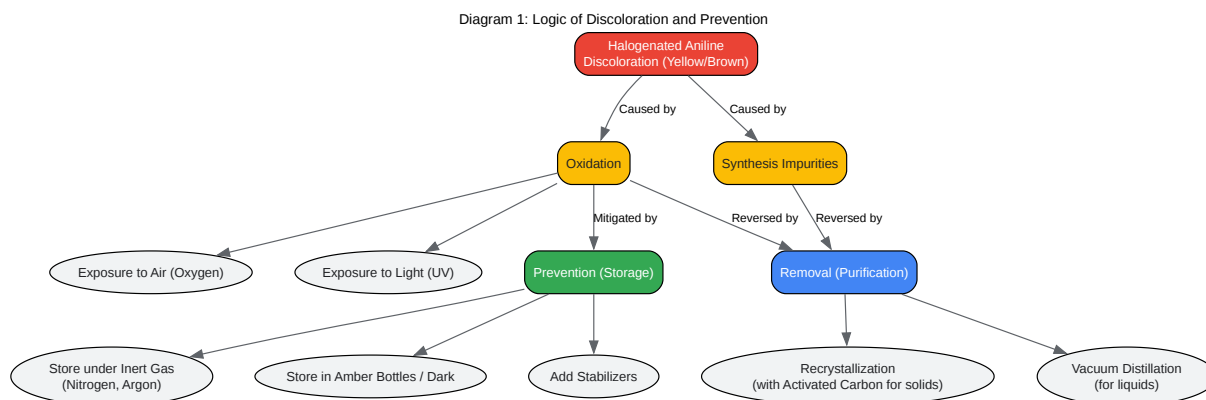 Diagram 1: Logic of Discoloration and Prevention
Halogenated Aniline
Discoloration (Yellow/Brown)
Caused by
Caused by
Oxidation
Synthesis Impurities
Mitigated by
Reversed by
Reversed by
Exposure to Air (Oxygen)
Exposure to Light (UV)
Prevention (Storage)
Removal (Purification)
Store under Inert Gas
(Nitrogen, Argon)
Store in Amber Bottles / Dark
Add Stabilizers
Recrystallization
(with Activated Carbon for solids)
Vacuum Distillation
(for liquids)